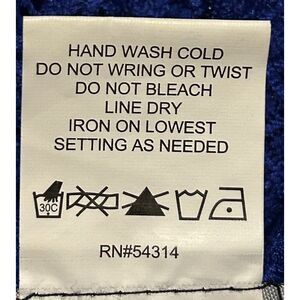 HAND WASH COLD
DO NOT WRING OR TWIST
DO NOT BLEACH
LINE DRY
IRON ON LOWEST
SETTING AS NEEDED
30C
RN#54314